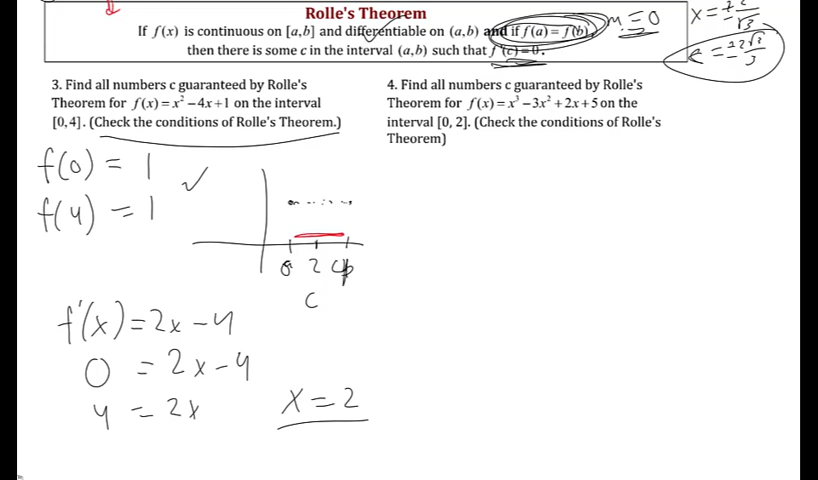 Rolle's Theorem
If f(x) is continuous on [a,b] and differentiable on (a,b) and if f(a) = f(b),
then there is some c in the interval (a,b) such that f'(c)=0.
m = 0
3. Find all numbers c guaranteed by Rolle's
Theorem for f(x) = x² − 4x + 1 on the interval
[0,4]. (Check the conditions of Rolle's Theorem.)
f(0) = 1 ✓
f(4) = 1
2
C
f'(x) = 2x − 4
0 = 2x − 4
4 = 2x
x = 2
4. Find all numbers c guaranteed by Rolle's
Theorem for f(x) = x³ − 3x² + 2x + 5 on the
interval [0, 2]. (Check the conditions of Rolle's
Theorem)